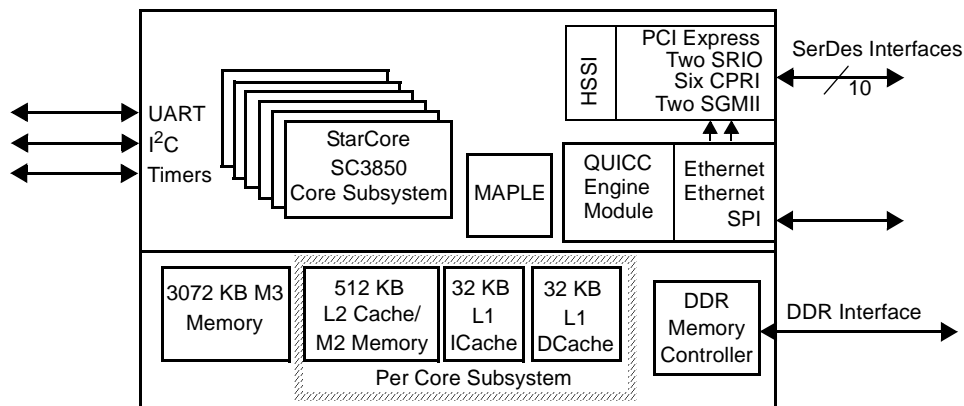 UART
I²C
Timers
StarCore
SC3850
Core Subsystem
MAPLE
HSSI
PCI Express
Two SRIO
Six CPRI
Two SGMII
SerDes Interfaces
10
QUICC
Engine
Module
Ethernet
Ethernet
SPI
3072 KB M3
Memory
512 KB
L2 Cache/
M2 Memory
32 KB
L1
ICache
32 KB
L1
DCache
Per Core Subsystem
DDR
Memory
Controller
DDR Interface